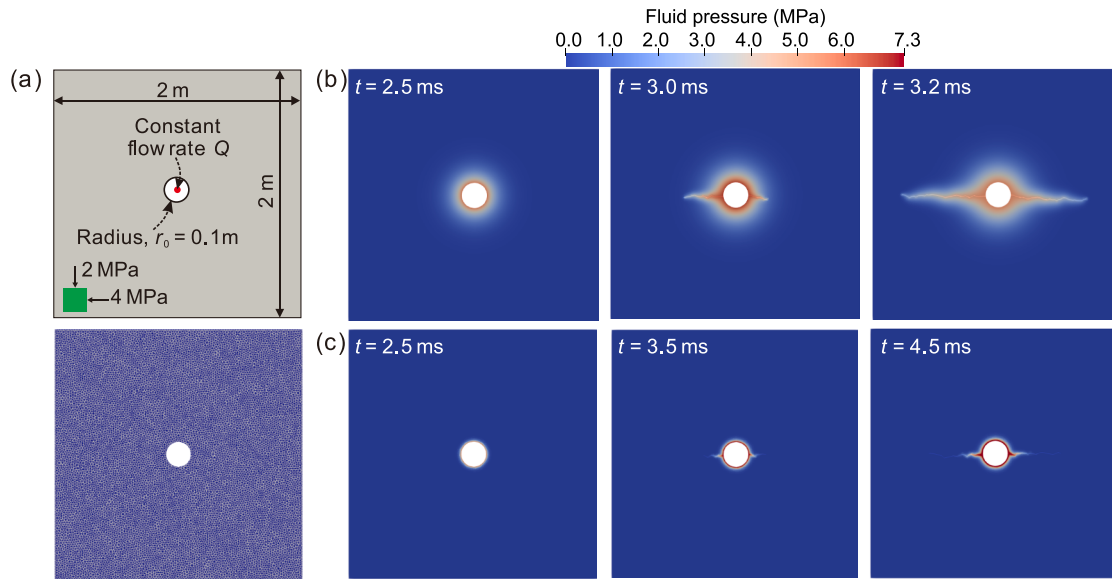 Fluid pressure (MPa)
0.0 1.0 2.0 3.0 4.0 5.0 6.0 7.3
(a)
2 m
2 m
Constant
flow rate Q
Radius, r₀ = 0.1m
2 MPa
4 MPa
(b)
t = 2.5 ms
t = 3.0 ms
t = 3.2 ms
(c)
t = 2.5 ms
t = 3.5 ms
t = 4.5 ms